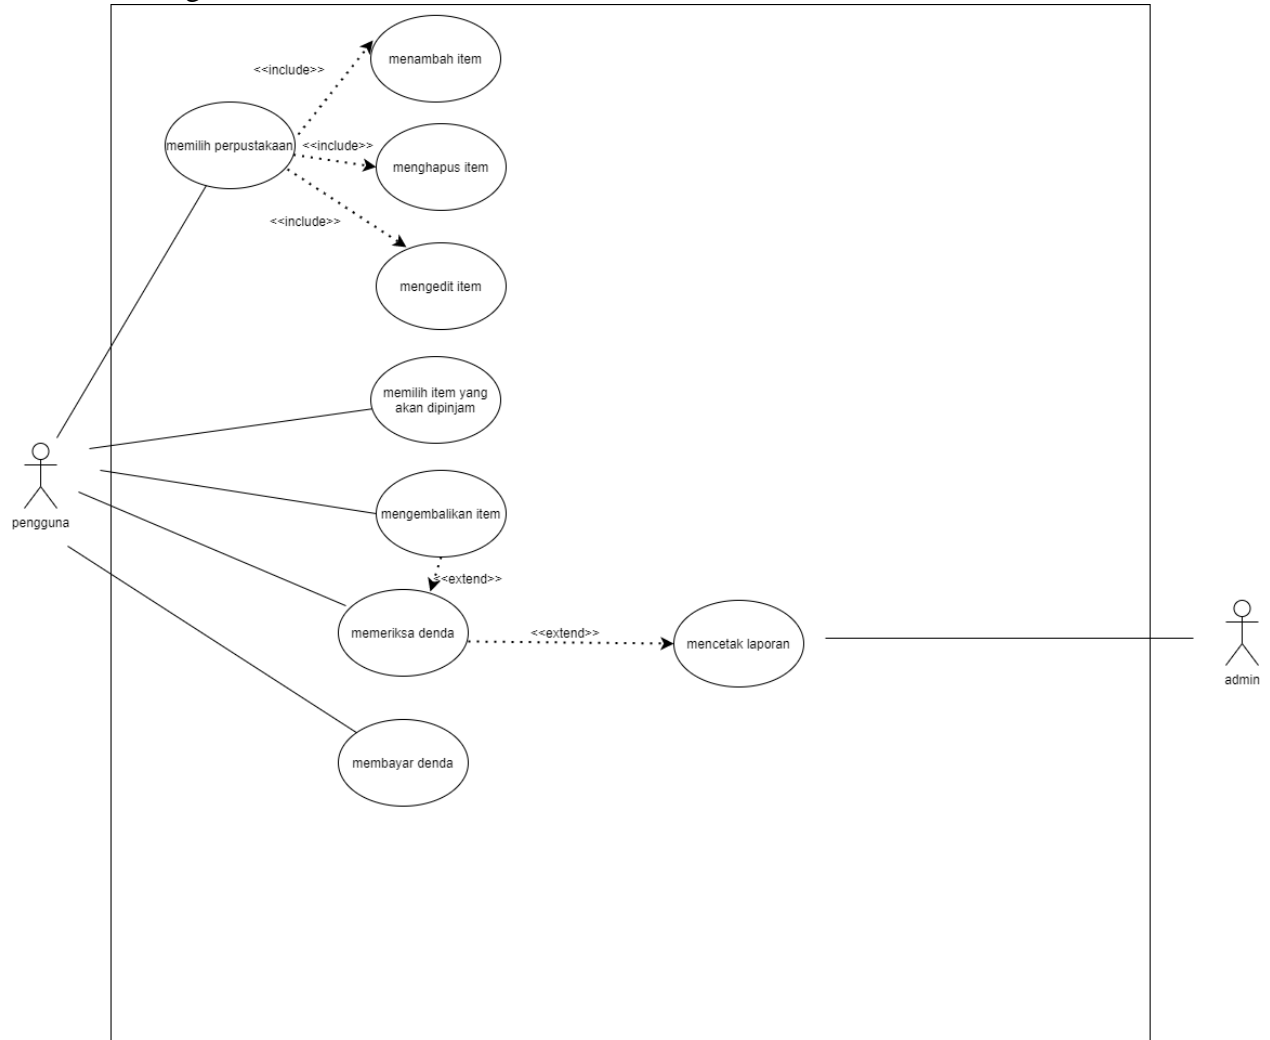 menambah item
<<include>>
memilih perpustakaan
<<include>>
menghapus item
<<include>>
mengedit item
memilih item yang
akan dipinjam
mengembalikan item
pengguna
<<extend>>
memeriksa denda
<<extend>>
mencetak laporan
admin
membayar denda